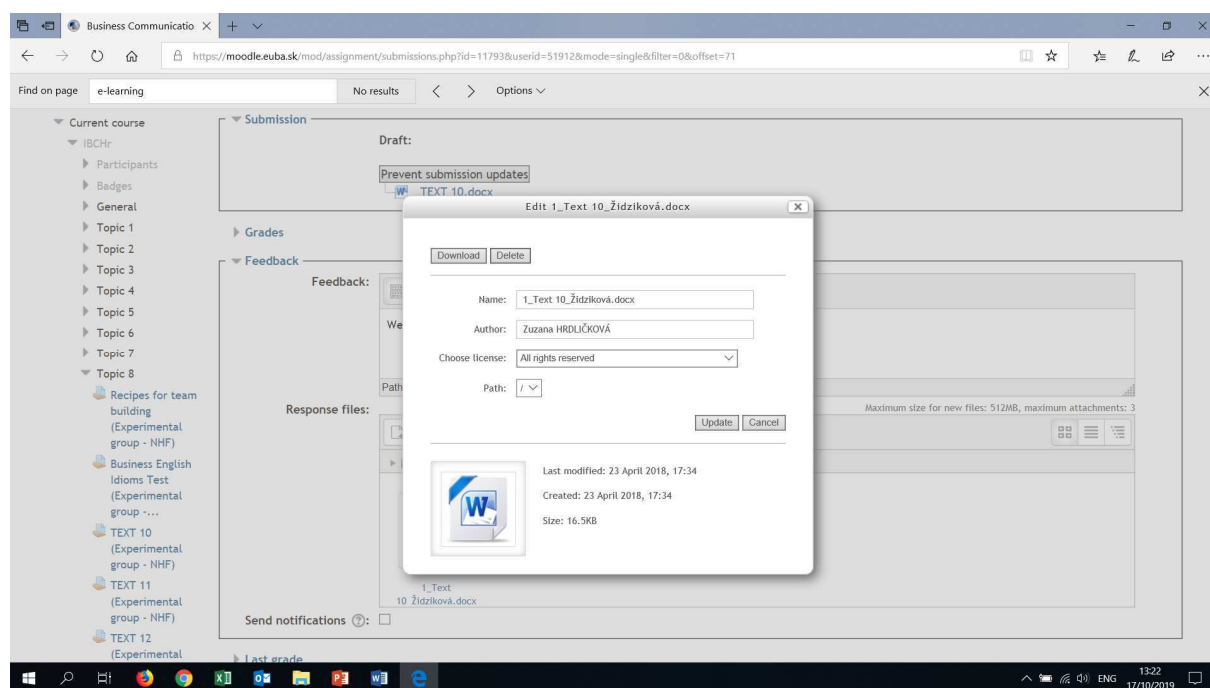 Business Communicatio
https://moodle.euba.sk/mod/assignment/submissions.php?id=11793&userid=51912&mode=single&filter=0&offset=71
Find on page e-learning No results Options
Current course
IBCHr
Participants
Badges
General
Topic 1
Topic 2
Topic 3
Topic 4
Topic 5
Topic 6
Topic 7
Topic 8
Recipes for team
building
(Experimental
group - NHF)
Business English
Idioms Test
(Experimental
group -...
TEXT 10
(Experimental
group - NHF)
TEXT 11
(Experimental
group - NHF)
TEXT 12
(Experimental
Submission
Draft:
Prevent submission updates
TEXT 10.docx
Grades
Feedback
Feedback:
We
Path
Response files:
Maximum size for new files: 512MB, maximum attachments: 3
Edit 1_Text 10_Židziková.docx
Download Delete
Name: 1_Text 10_Židziková.docx
Author: Zuzana HRDLIČKOVÁ
Choose license: All rights reserved
Path: /
Update Cancel
Last modified: 23 April 2018, 17:34
Created: 23 April 2018, 17:34
Size: 16.5KB
1_Text
10_Židziková.docx
Send notifications
Last grade
ENG
13:22
17/10/2019